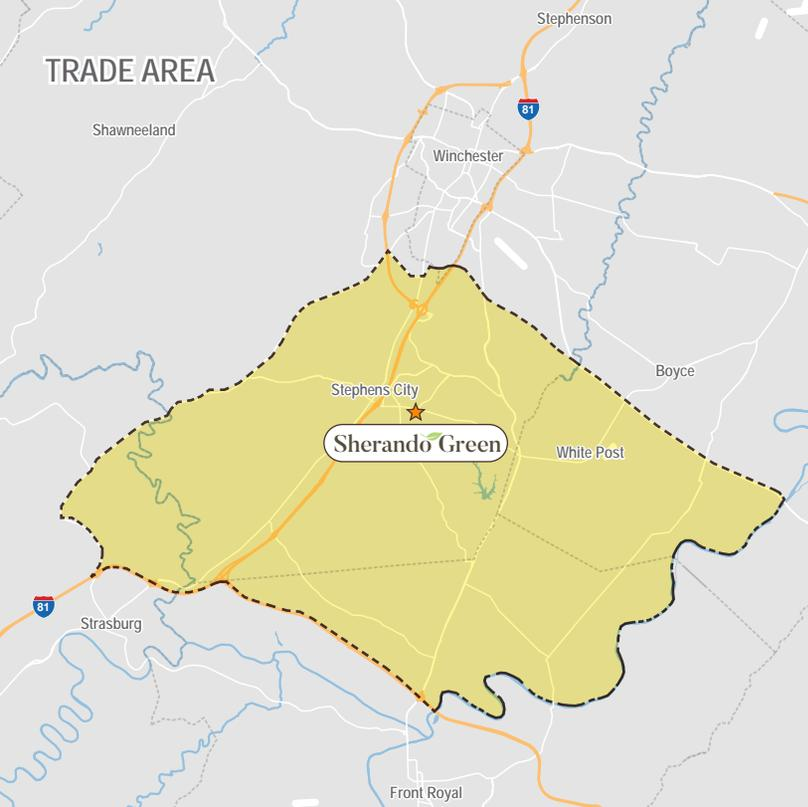 Stephenson
TRADE AREA
81
Shawneeland
Winchester
Boyce
Stephens City
Sherando Green
White Post
81
Strasburg
Front Royal